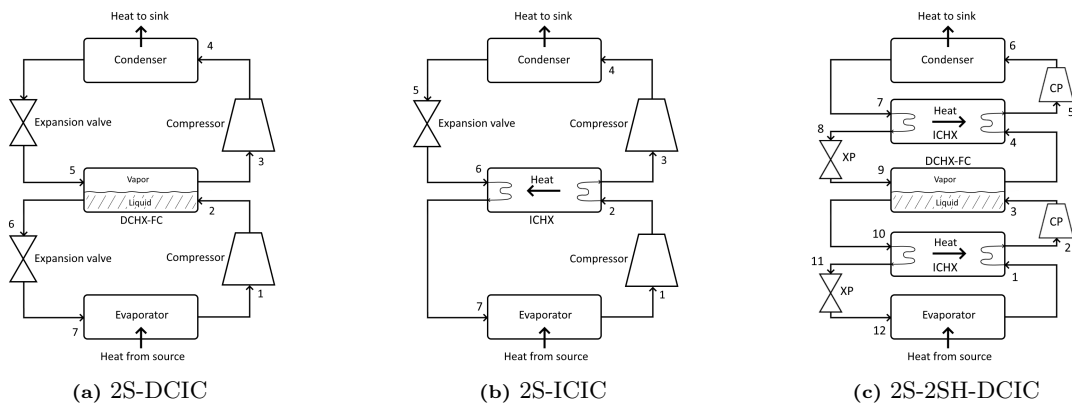 Heat to sink
4
Condenser
Expansion valve
Compressor
3
5
Vapor
Liquid
2
DCHX-FC
6
Expansion valve
Compressor
1
Evaporator
7
Heat from source
(a) 2S-DCIC
Heat to sink
Condenser
4
5
Expansion valve
Compressor
3
6
Heat
2
ICHX
Compressor
1
7
Evaporator
Heat from source
(b) 2S-ICIC
Heat to sink
6
Condenser
CP
5
7
Heat
ICHX
8
4
XP
DCHX-FC
9
Vapor
Liquid
3
CP
2
10
Heat
ICHX
11
1
XP
Evaporator
12
Heat from source
(c) 2S-2SH-DCIC